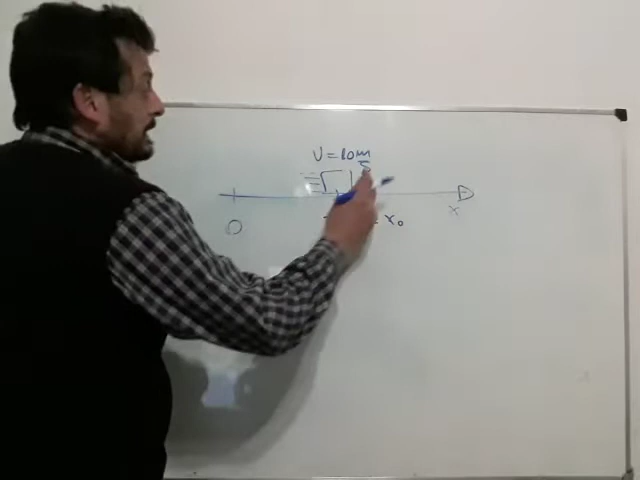 U = 10 m/s
O x₀ x